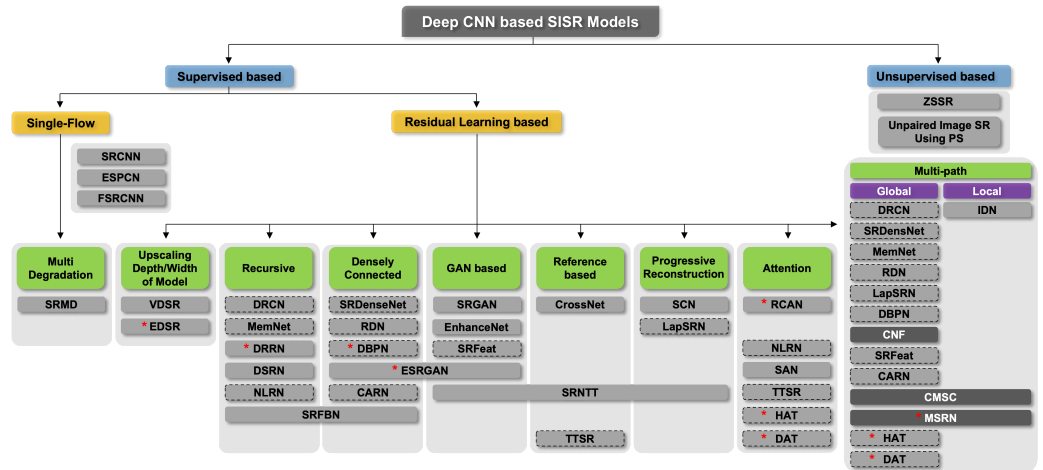 Deep CNN based SISR Models
Supervised based
Unsupervised based
ZSSR
Unpaired Image SR
Using PS
Single-Flow
Residual Learning based
SRCNN
ESPCN
FSRCNN
Multi
Degradation
SRMD
Upscaling
Depth/Width
of Model
VDSR
* EDSR
Recursive
DRCN
MemNet
* DRRN
DSRN
NLRN
SRFBN
Densely
Connected
SRDenseNet
RDN
* DBPN
* ESRGAN
CARN
GAN based
SRGAN
EnhanceNet
SRFeat
SRNTT
Reference
based
CrossNet
TTSR
Progressive
Reconstruction
SCN
LapSRN
Attention
* RCAN
NLRN
SAN
TTSR
* HAT
* DAT
Multi-path
Global
Local
DRCN
IDN
SRDensNet
MemNet
RDN
LapSRN
DBPN
CNF
SRFeat
CARN
CMSC
* MSRN
* HAT
* DAT